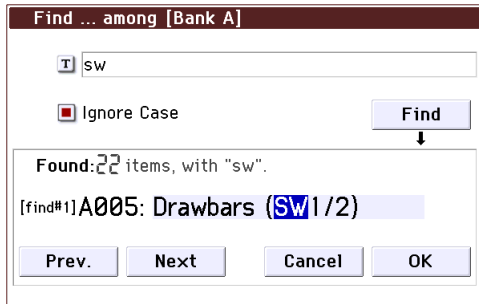 Find ... among [Bank A]
T sw
Ignore Case
Find
Found:22 items, with "sw".
[find#1]A005: Drawbars (SW1/2)
Prev. Next Cancel OK